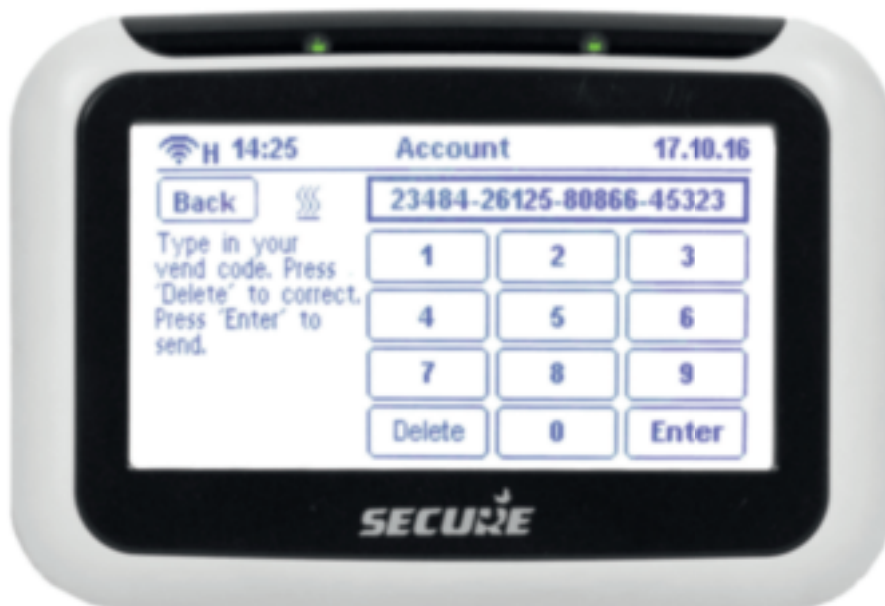 H 14:25 Account 17.10.16
Back 23484-26125-80866-45323
Type in your
vend code. Press
'Delete' to correct.
Press 'Enter' to
send.
1 2 3
4 5 6
7 8 9
Delete 0 Enter
SECURE